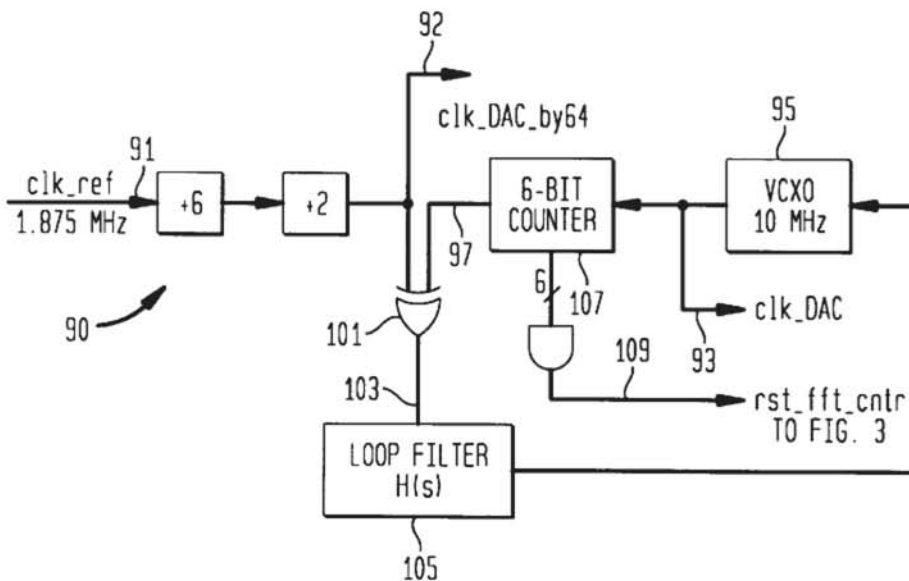 92
clk_DAC_by64
95
91
clk_ref
1.875 MHz
+6
+2
6-BIT
COUNTER
VCXO
10 MHz
97
6
107
90
101
clk_DAC
93
103
109
rst_fft_cntr
TO FIG. 3
LOOP FILTER
H(s)
105